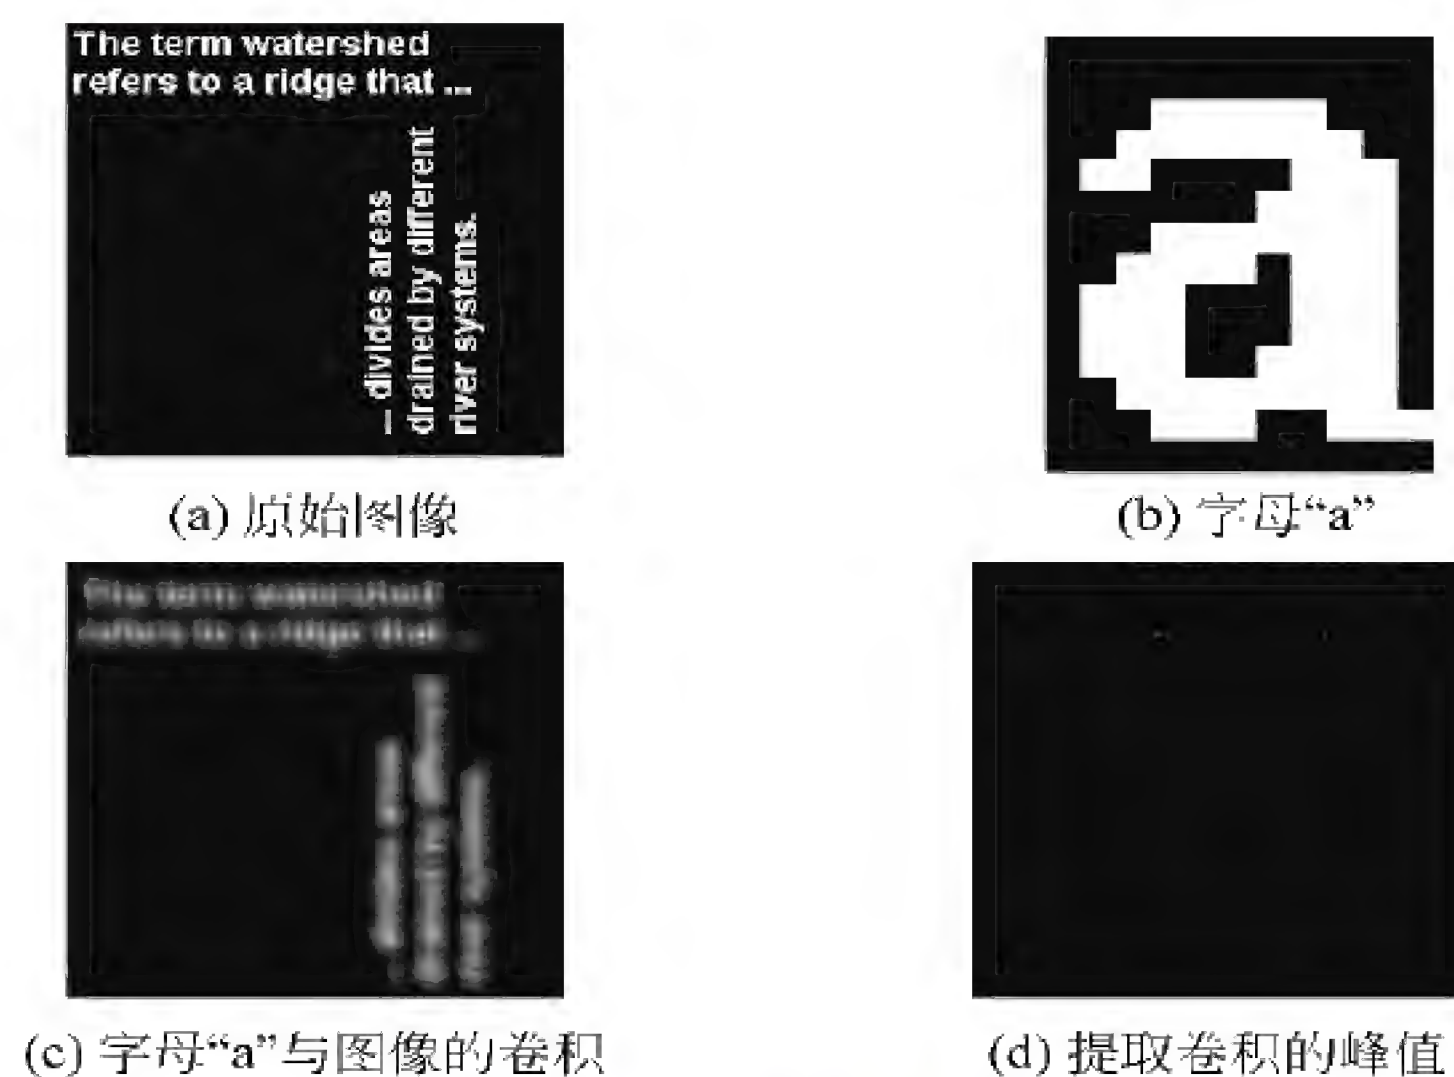 The term watershed
refers to a ridge that ...
– divides areas
drained by different
river systems.
(a) 原始图像
(b) 字母“a”
a
(c) 字母“a”与图像的卷积
(d) 提取卷积的峰值